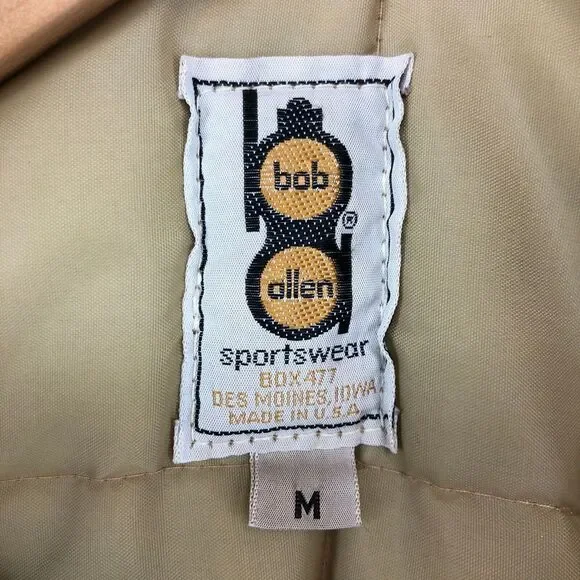 bob
®
allen
sportswear
BOX 477
DES MOINES, IOWA
MADE IN U.S.A.
M